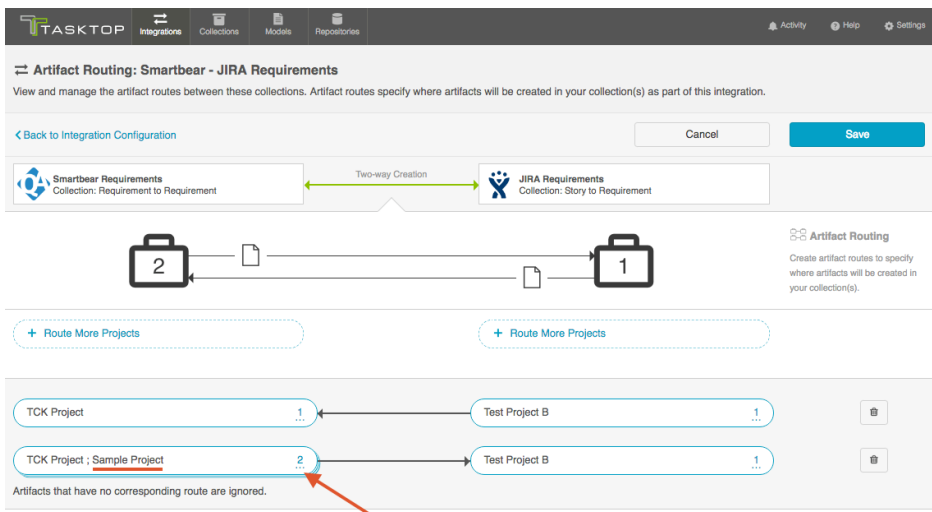 TASKTOP
Integrations
Collections
Models
Repositories
Activity
Help
Settings
Artifact Routing: Smartbear - JIRA Requirements
View and manage the artifact routes between these collections. Artifact routes specify where artifacts will be created in your collection(s) as part of this integration.
Back to Integration Configuration
Cancel
Save
Smartbear Requirements
Collection: Requirement to Requirement
Two-way Creation
JIRA Requirements
Collection: Story to Requirement
2
1
Artifact Routing
Create artifact routes to specify
where artifacts will be created in
your collection(s).
+ Route More Projects
+ Route More Projects
TCK Project 1
Test Project B 1
TCK Project ; Sample Project 2
Test Project B 1
Artifacts that have no corresponding route are ignored.